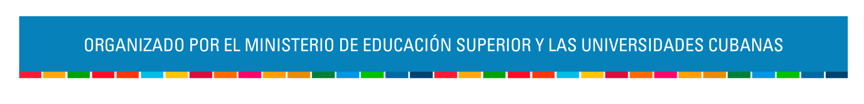 ORGANIZADO POR EL MINISTERIO DE EDUCACIÓN SUPERIOR Y LAS UNIVERSIDADES CUBANAS